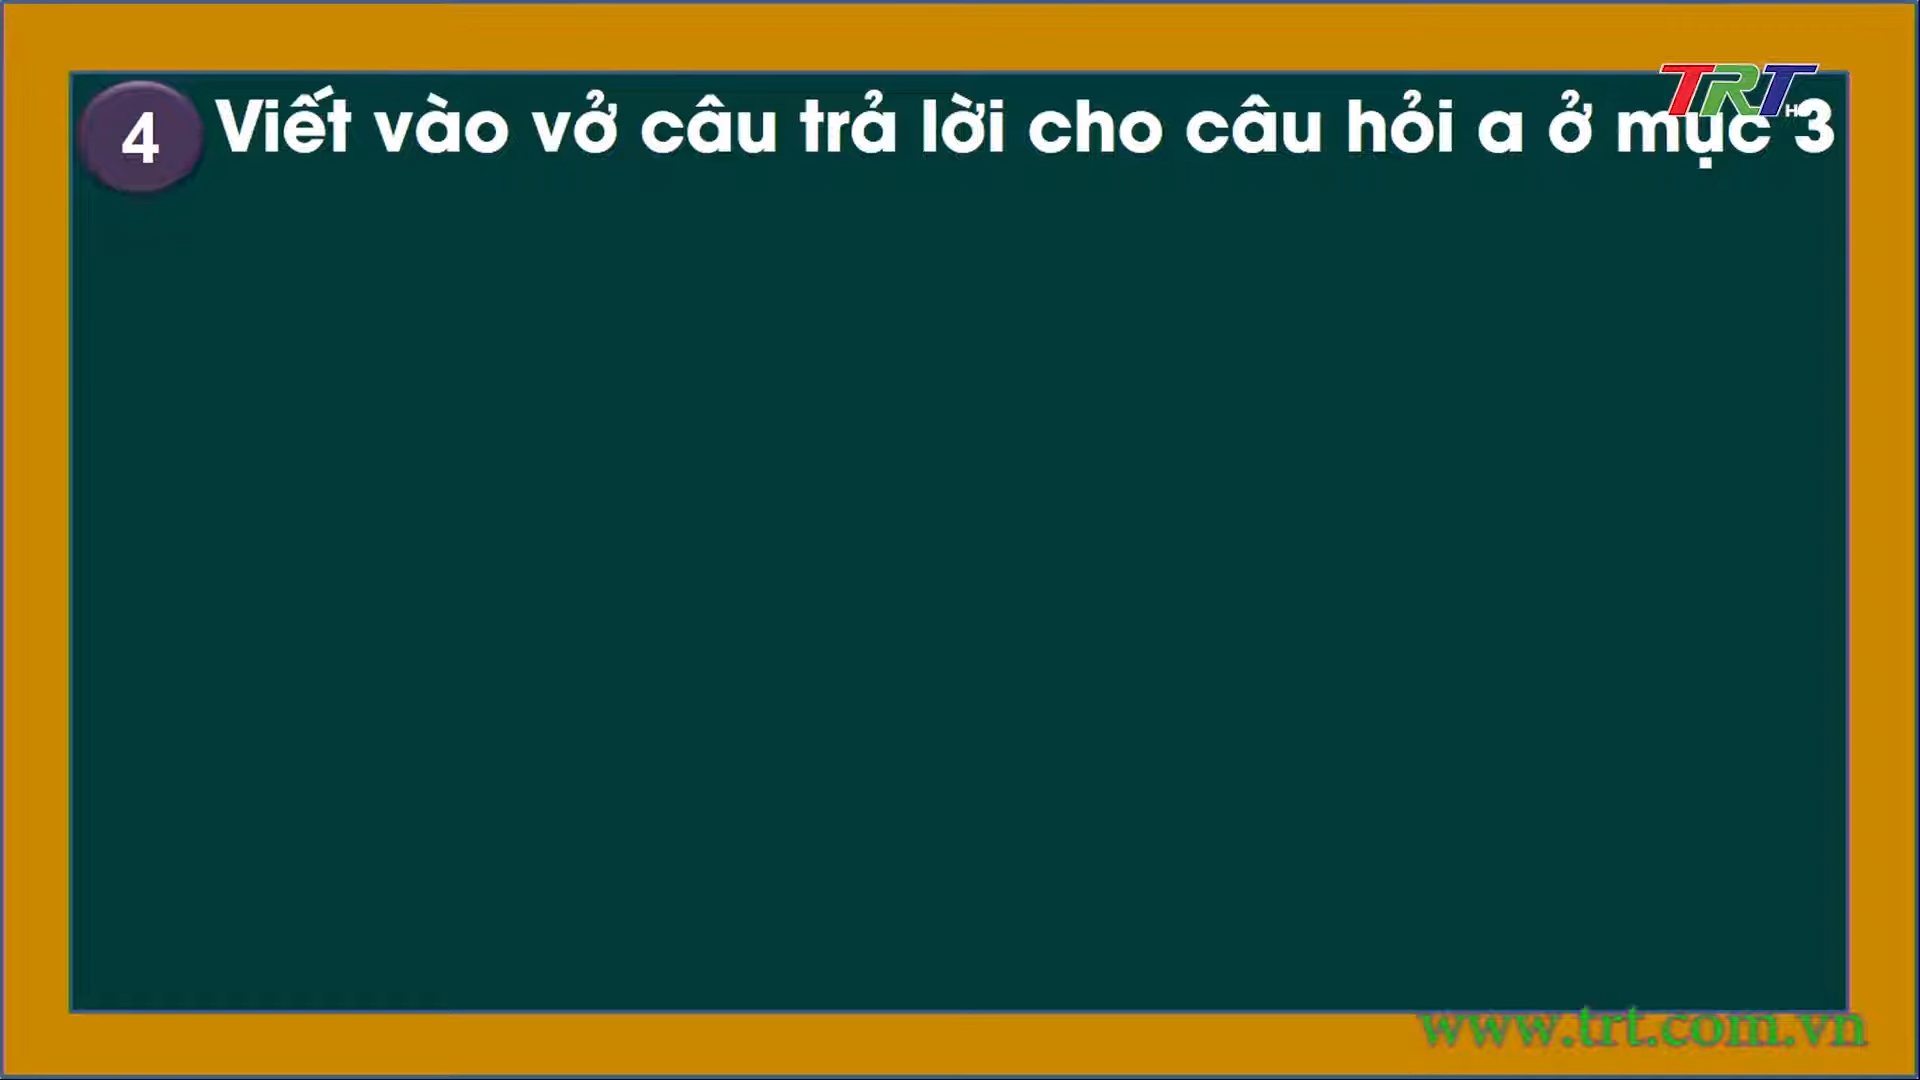 TRT
4 Viết vào vở câu trả lời cho câu hỏi a ở mục 3
www.trt.com.vn